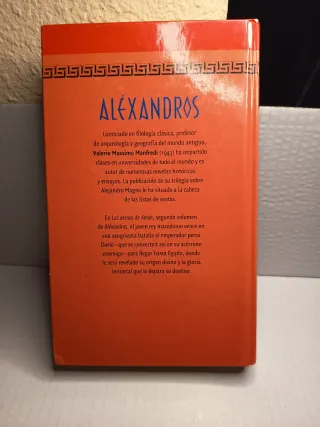 ALÉXANDROS
Licenciado en filología clásica, profesor
de arqueología y geografía del mundo antiguo,
Valerio Massimo Manfredi (1943) ha impartido
clases en universidades de todo el mundo y es
autor de numerosas novelas históricas
y ensayos. La publicación de su trilogía sobre
Alejandro Magno le ha situado a la cabeza
de las listas de ventas.
En Las arenas de Amón, segundo volumen
de Aléxandros, el joven rey macedonio vence en
una sangrienta batalla al emperador persa
Darío—que se convertirá así en su acérrimo
enemigo—para llegar hasta Egipto, donde
le será revelado su origen divino y la gloria
inmortal que le depara su destino.